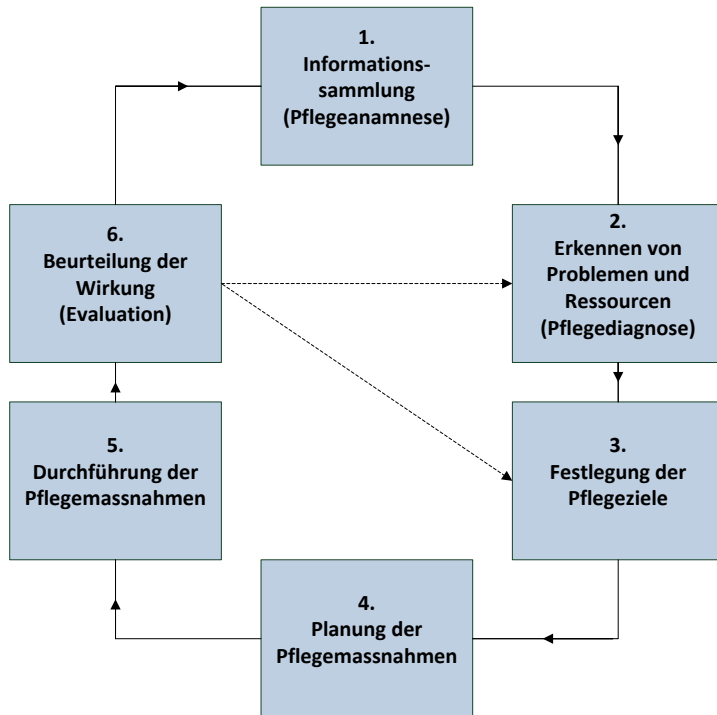 1.
Informations-
sammlung
(Pflegeanamnese)
2.
Erkennen von
Problemen und
Ressourcen
(Pflegediagnose)
3.
Festlegung der
Pflegeziele
4.
Planung der
Pflegemassnahmen
5.
Durchführung der
Pflegemassnahmen
6.
Beurteilung der
Wirkung
(Evaluation)